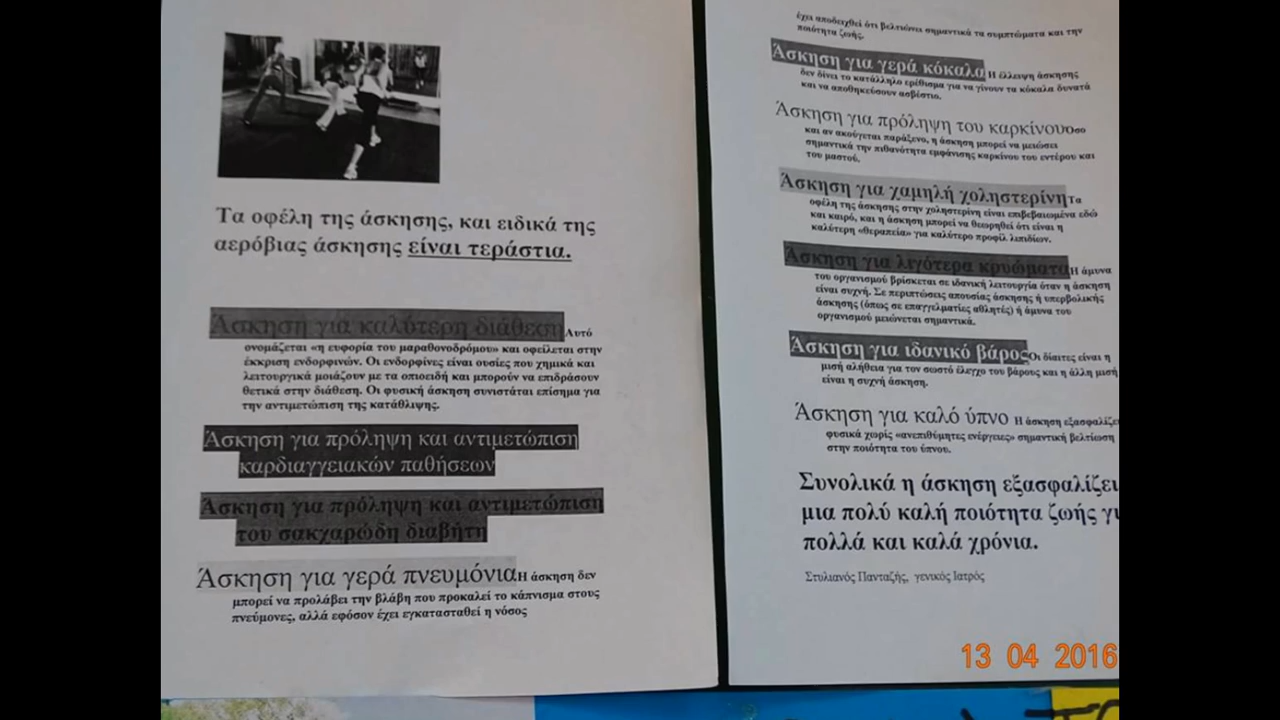 Τα οφέλη της άσκησης, και ειδικά της
αερόβιας άσκησης είναι τεράστια.
Άσκηση για καλύτερη διάθεση Αυτό
ονομάζεται «η ευφορία του μαραθονοδρόμου» και οφείλεται στην
έκκριση ενδορφινών. Οι ενδορφίνες είναι ουσίες που χημικά και
λειτουργικά μοιάζουν με τα οπιοειδή και μπορούν να επιδράσουν
θετικά στην διάθεση. Οι φυσική άσκηση συνιστάται επίσημα για
την αντιμετώπιση της κατάθλιψης.
Άσκηση για πρόληψη και αντιμετώπιση
καρδιαγγειακών παθήσεων
Άσκηση για πρόληψη και αντιμετώπιση
του σακχαρώδη διαβήτη
Άσκηση για γερά πνευμόνια Η άσκηση δεν
μπορεί να προλάβει την βλάβη που προκαλεί το κάπνισμα στους
πνεύμονες, αλλά εφόσον έχει εγκατασταθεί η νόσος
έχει αποδειχθεί ότι βελτιώνει σημαντικά τα συμπτώματα και την
ποιότητα ζωής.
Άσκηση για γερά κόκαλα Η έλλειψη άσκησης
δεν δίνει το κατάλληλο ερέθισμα για να γίνουν τα κόκαλα δυνατά
και να αποθηκεύσουν ασβέστιο.
Άσκηση για πρόληψη του καρκίνου Όσο
και αν ακούγεται παράξενο, η άσκηση μπορεί να μειώσει
σημαντικά την πιθανότητα εμφάνισης καρκίνου του εντέρου και
του μαστού.
Άσκηση για χαμηλή χοληστερίνη Τα
οφέλη της άσκησης στην χοληστερίνη είναι επιβεβαιωμένα εδώ
και καιρό, και η άσκηση μπορεί να θεωρηθεί ότι είναι η
καλύτερη «θεραπεία» για καλύτερο προφίλ λιπιδίων.
Άσκηση για λιγότερα κρυώματα Η άμυνα
του οργανισμού βρίσκεται σε ιδανική λειτουργία όταν η άσκηση
είναι συχνή. Σε περιπτώσεις απουσίας άσκησης ή υπερβολικής
άσκησης (όπως σε επαγγελματίες αθλητές) ή άμυνα του
οργανισμού μειώνεται σημαντικά.
Άσκηση για ιδανικό βάρος Οι δίαιτες είναι η
μισή αλήθεια για τον σωστό έλεγχο του βάρους και η άλλη μισή
είναι η συχνή άσκηση.
Άσκηση για καλό ύπνο Η άσκηση εξασφαλίζει
φυσικά χωρίς «ανεπιθύμητες ενέργειες» σημαντική βελτίωση
στην ποιότητα του ύπνου.
Συνολικά η άσκηση εξασφαλίζει
μια πολύ καλή ποιότητα ζωής γι
πολλά και καλά χρόνια.
Στυλιανός Πανταζής, γενικός Ιατρός
13 04 2016